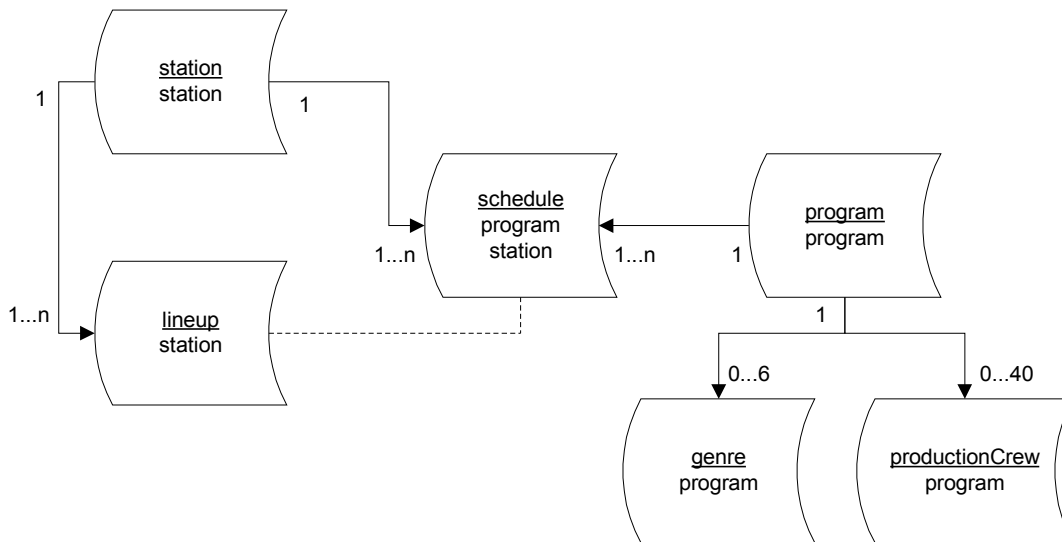 station
station
1
1
schedule
program
station
program
program
1...n
1...n
1
1...n
lineup
station
1
0...6
0...40
genre
program
productionCrew
program